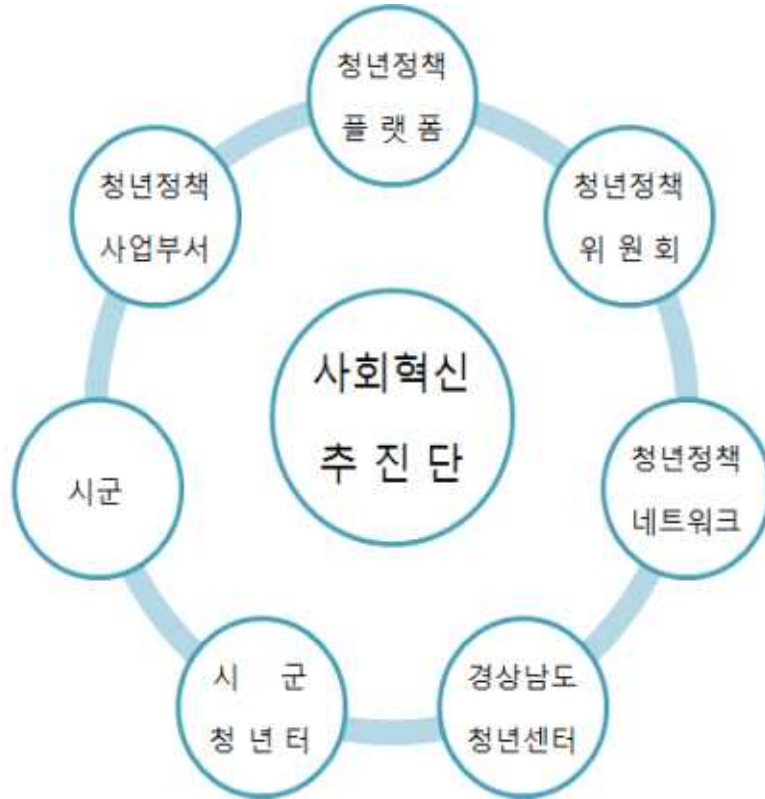 청년정책
플 랫 폼
청년정책
위 원 회
청년정책
네트워크
경상남도
청년센터
시 군
청 년 터
시군
청년정책
사업부서
사회혁신
추 진 단